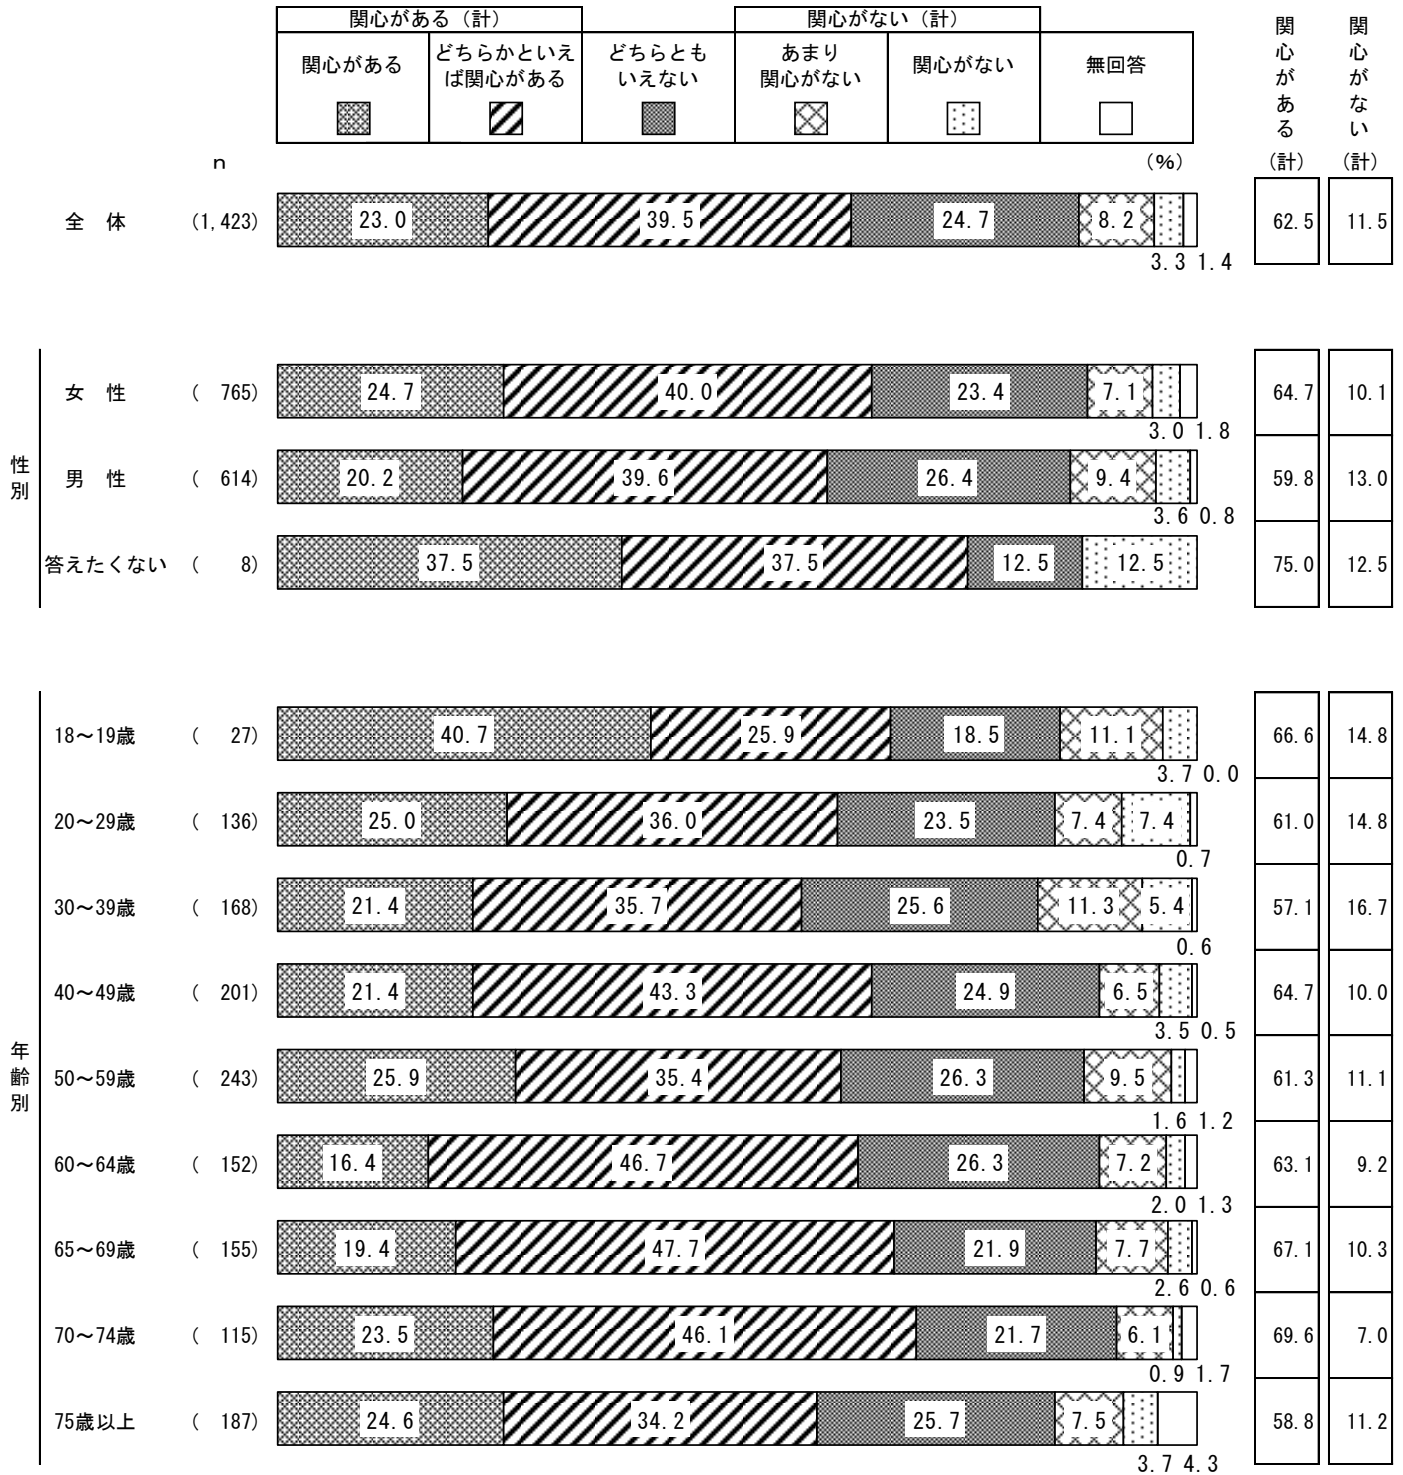 関心がある（計） 関心がない（計）
関心がある どちらかといえば関心がある どちらともいえない あまり関心がない 関心がない 無回答 関心がある（計） 関心がない（計）
n (%)
全 体 (1,423) 23.0 39.5 24.7 8.2 62.5 11.5
3.3 1.4
性別
女 性 ( 765) 24.7 40.0 23.4 7.1 64.7 10.1
3.0 1.8
男 性 ( 614) 20.2 39.6 26.4 9.4 59.8 13.0
3.6 0.8
答えたくない ( 8) 37.5 37.5 12.5 12.5 75.0 12.5
年齢別
18～19歳 ( 27) 40.7 25.9 18.5 11.1 66.6 14.8
3.7 0.0
20～29歳 ( 136) 25.0 36.0 23.5 7.4 7.4 61.0 14.8
0.7
30～39歳 ( 168) 21.4 35.7 25.6 11.3 5.4 57.1 16.7
0.6
40～49歳 ( 201) 21.4 43.3 24.9 6.5 64.7 10.0
3.5 0.5
50～59歳 ( 243) 25.9 35.4 26.3 9.5 61.3 11.1
1.6 1.2
60～64歳 ( 152) 16.4 46.7 26.3 7.2 63.1 9.2
2.0 1.3
65～69歳 ( 155) 19.4 47.7 21.9 7.7 67.1 10.3
2.6 0.6
70～74歳 ( 115) 23.5 46.1 21.7 6.1 69.6 7.0
0.9 1.7
75歳以上 ( 187) 24.6 34.2 25.7 7.5 58.8 11.2
3.7 4.3